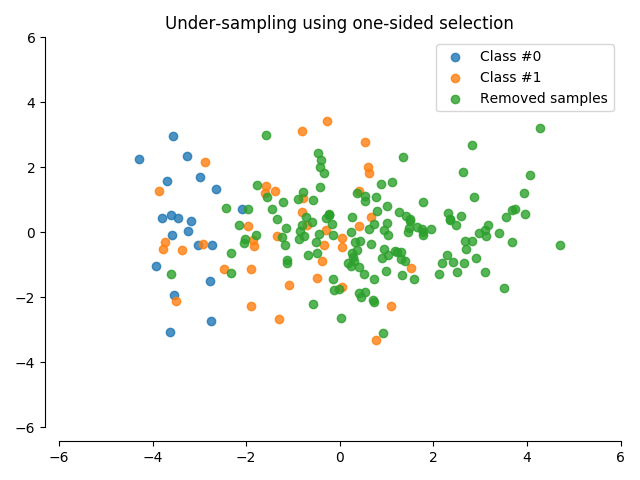 Under-sampling using one-sided selection
6
4
2
0
−2
−4
−6
Class #0
Class #1
Removed samples
−6 −4 −2 0 2 4 6